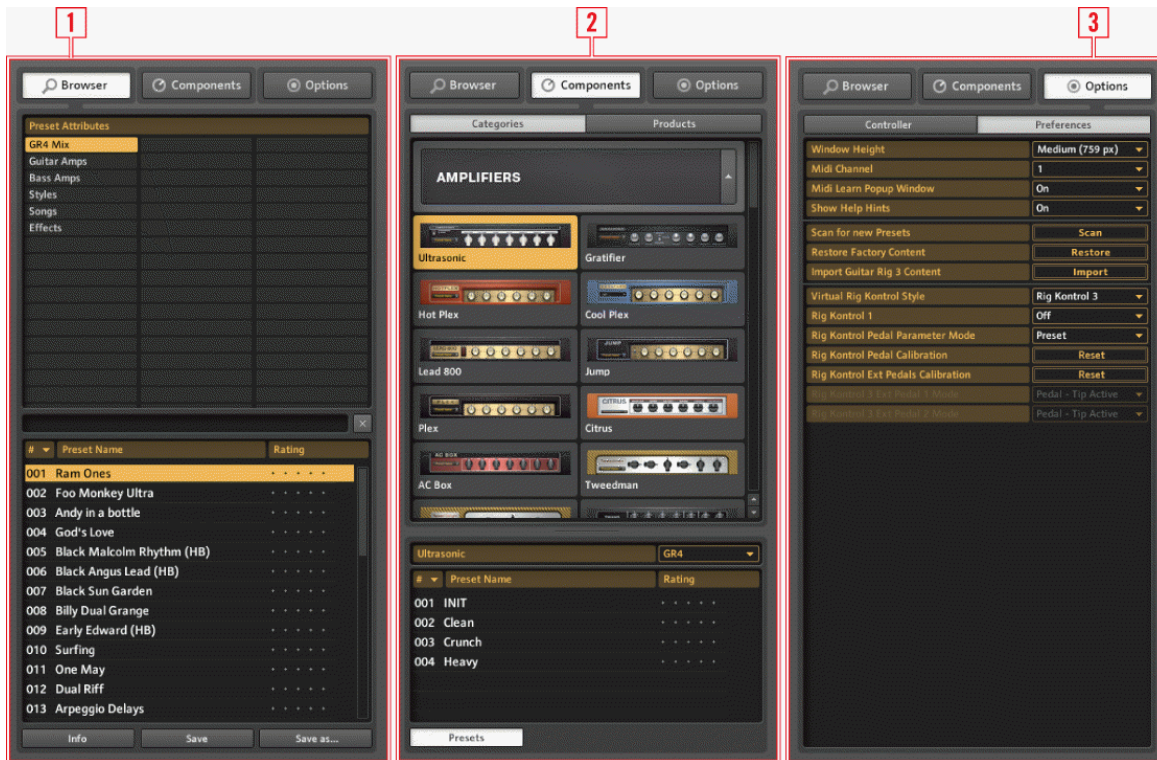 1
Browser
Components
Options
Preset Attributes
GR4 Mix
Guitar Amps
Bass Amps
Styles
Songs
Effects
# Preset Name Rating
001 Ram Ones
002 Foo Monkey Ultra
003 Andy in a bottle
004 God's Love
005 Black Malcolm Rhythm (HB)
006 Black Angus Lead (HB)
007 Black Sun Garden
008 Billy Dual Grange
009 Early Edward (HB)
010 Surfing
011 One May
012 Dual Riff
013 Arpeggio Delays
Info
Save
Save as...
2
Browser
Components
Options
Categories
Products
AMPLIFIERS
Ultrasonic
Gratifier
Hot Plex
Cool Plex
Lead 800
Jump
Plex
Citrus
AC Box
Tweedman
Ultrasonic GR4
# Preset Name Rating
001 INIT
002 Clean
003 Crunch
004 Heavy
Presets
3
Browser
Components
Options
Controller
Preferences
Window Height Medium (759 px)
Midi Channel 1
Midi Learn Popup Window On
Show Help Hints On
Scan for new Presets Scan
Restore Factory Content Restore
Import Guitar Rig 3 Content Import
Virtual Rig Kontrol Style Rig Kontrol 3
Rig Kontrol 1 Off
Rig Kontrol Pedal Parameter Mode Preset
Rig Kontrol Pedal Calibration Reset
Rig Kontrol Ext Pedals Calibration Reset
Rig Kontrol 3 Ext Pedal 1 Mode Pedal - Tip Active
Rig Kontrol 3 Ext Pedal 2 Mode Pedal - Tip Active